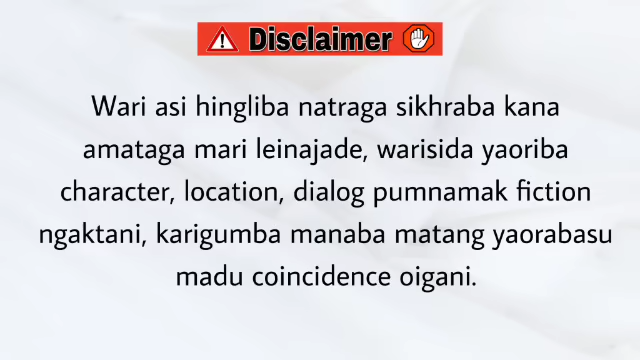 Disclaimer
Wari asi hingliba natraga sikhraba kana
amataga mari leinajade, warisida yaoriba
character, location, dialog pumnamak fiction
ngaktani, karigumba manaba matang yaorabasu
madu coincidence oigani.